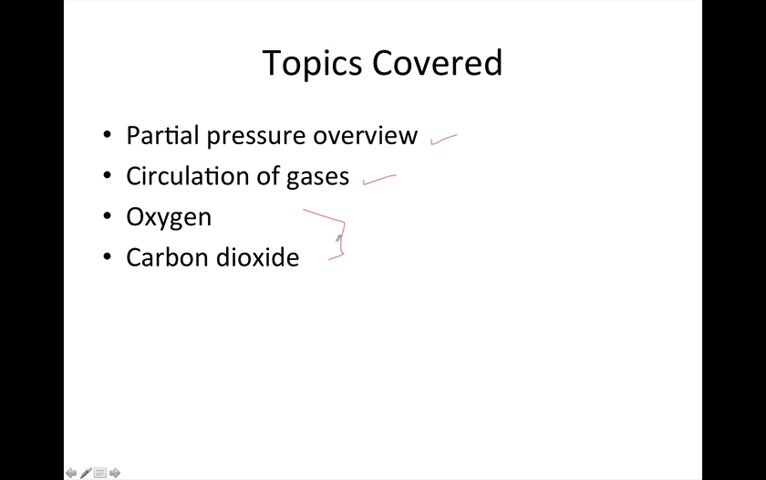 Topics Covered
• Partial pressure overview
• Circulation of gases
• Oxygen
• Carbon dioxide